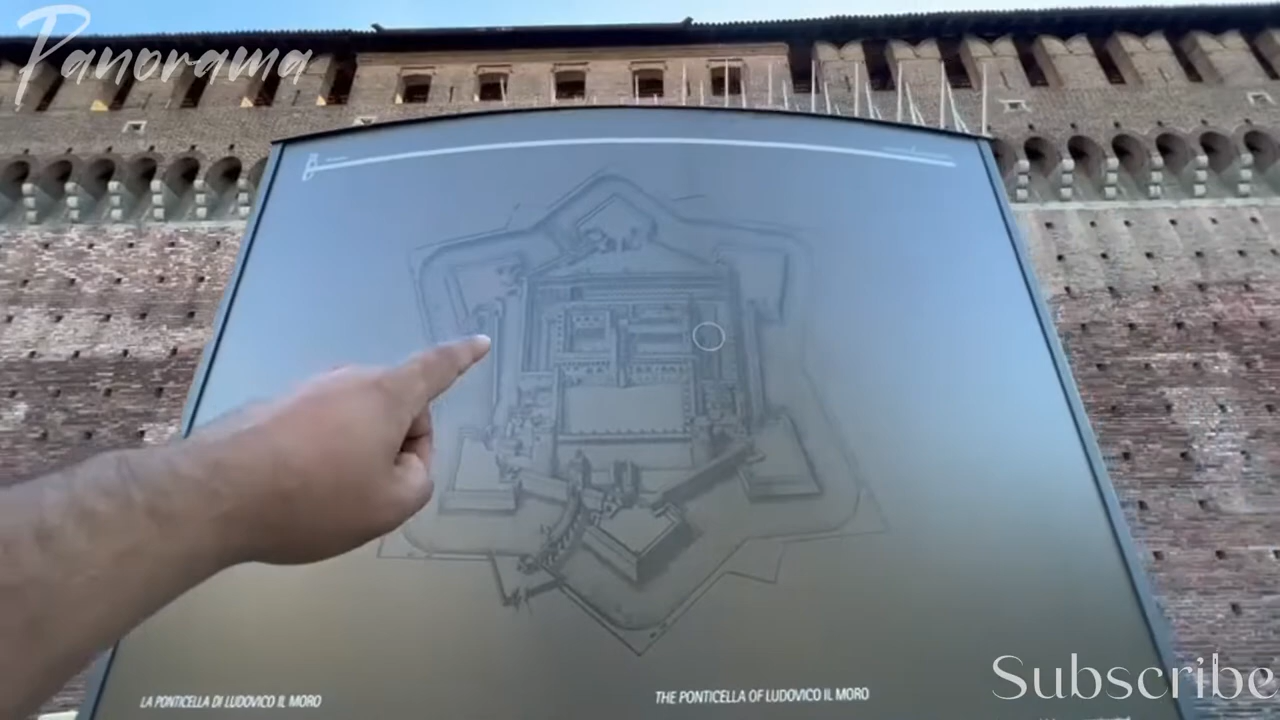 Panorama
LA PONTICELLA DI LUDOVICO IL MORO
THE PONTICELLA OF LUDOVICO IL MORO
Subscribe